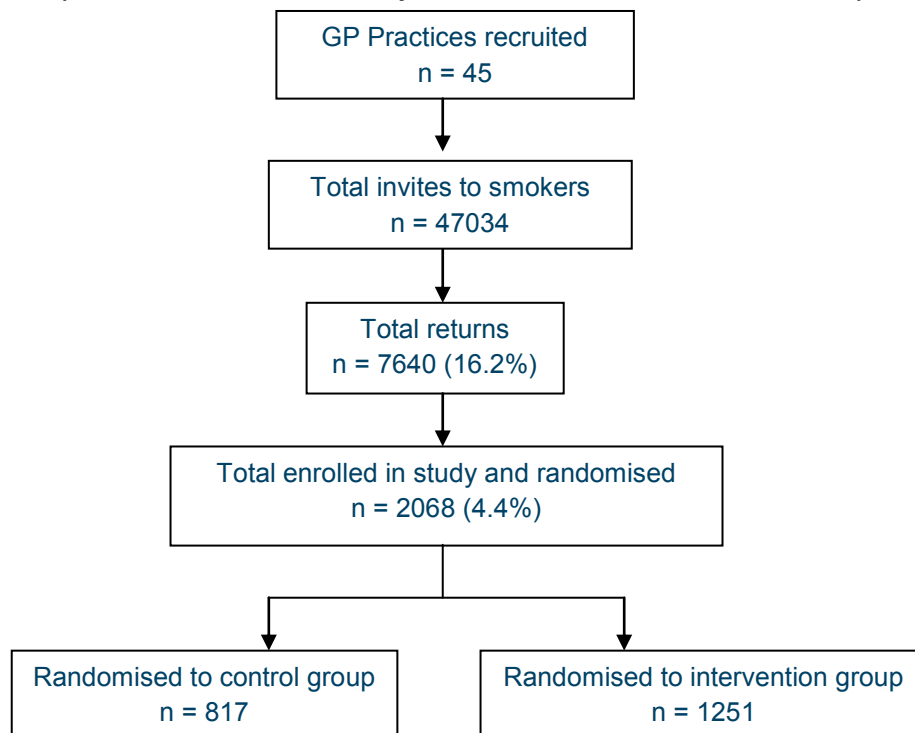 GP Practices recruited
n = 45
Total invites to smokers
n = 47034
Total returns
n = 7640 (16.2%)
Total enrolled in study and randomised
n = 2068 (4.4%)
Randomised to control group
n = 817
Randomised to intervention group
n = 1251